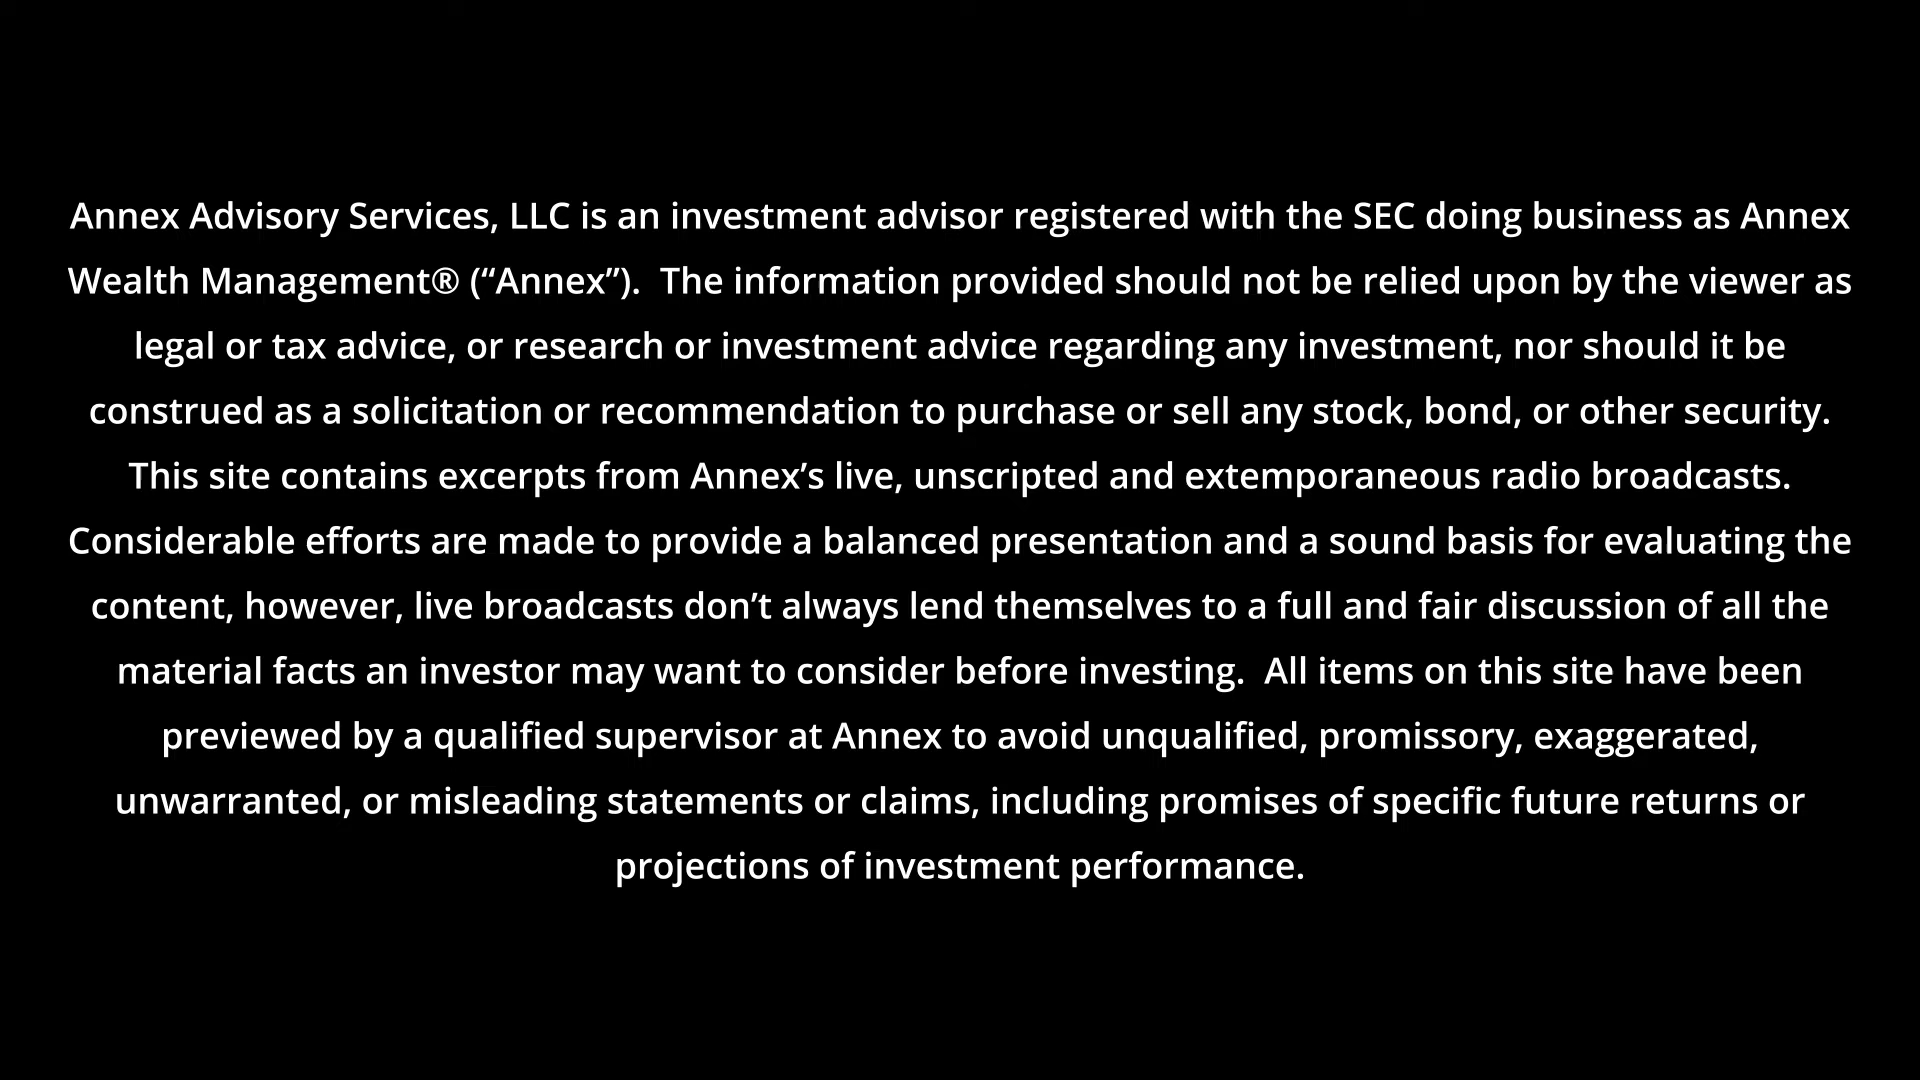 Annex Advisory Services, LLC is an investment advisor registered with the SEC doing business as Annex
Wealth Management® (“Annex”).  The information provided should not be relied upon by the viewer as
legal or tax advice, or research or investment advice regarding any investment, nor should it be
construed as a solicitation or recommendation to purchase or sell any stock, bond, or other security.
This site contains excerpts from Annex’s live, unscripted and extemporaneous radio broadcasts.
Considerable efforts are made to provide a balanced presentation and a sound basis for evaluating the
content, however, live broadcasts don’t always lend themselves to a full and fair discussion of all the
material facts an investor may want to consider before investing.  All items on this site have been
previewed by a qualified supervisor at Annex to avoid unqualified, promissory, exaggerated,
unwarranted, or misleading statements or claims, including promises of specific future returns or
projections of investment performance.